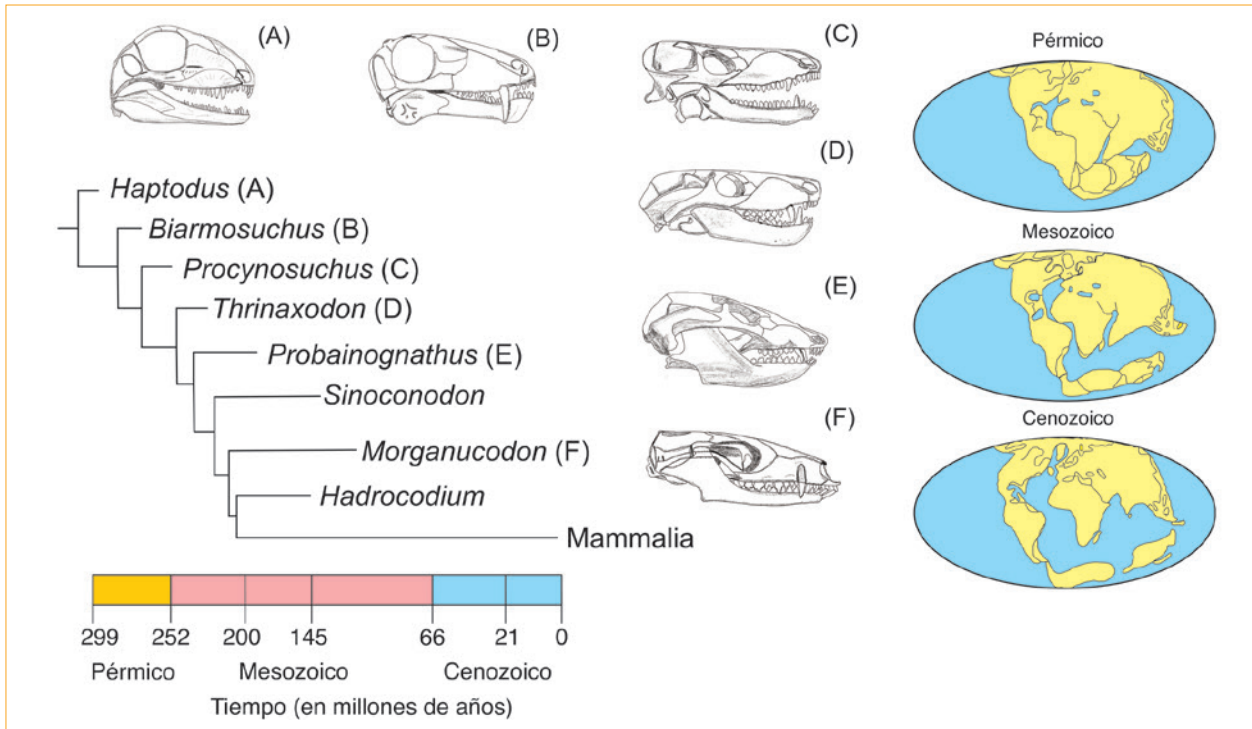 (A)
(B)
(C)
(D)
(E)
(F)
Haptodus (A)
Biarmosuchus (B)
Procynosuchus (C)
Thrinaxodon (D)
Probainognathus (E)
Sinoconodon
Morganucodon (F)
Hadrocodium
Mammalia
299 252 200 145 66 21 0
Pérmico Mesozoico Cenozoico
Tiempo (en millones de años)
Pérmico
Mesozoico
Cenozoico